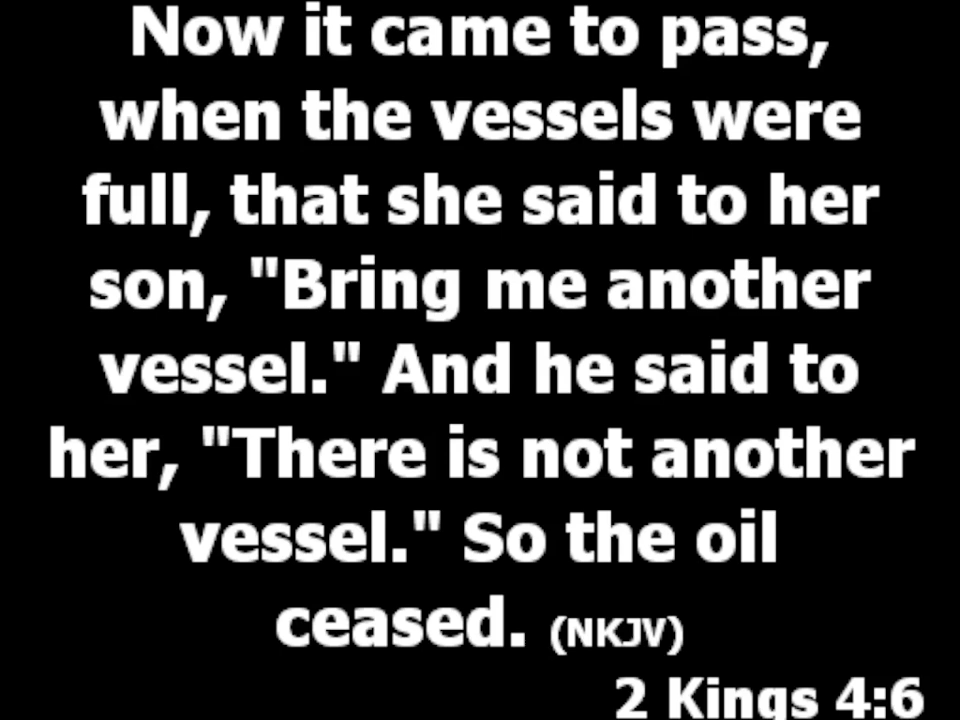 Now it came to pass,
when the vessels were
full, that she said to her
son, "Bring me another
vessel." And he said to
her, "There is not another
vessel." So the oil
ceased. (NKJV)
2 Kings 4:6